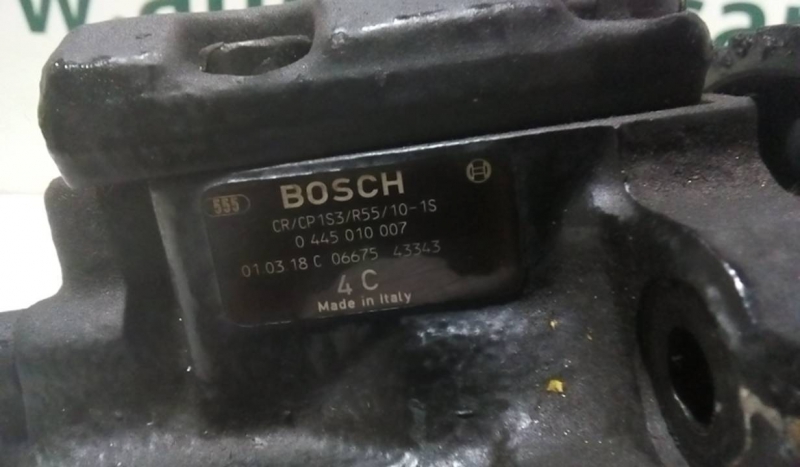 555
BOSCH
CR/CP1S3/R55/10-1S
0 445 010 007
01 03 18 C 06675 43343
4 C
Made in Italy